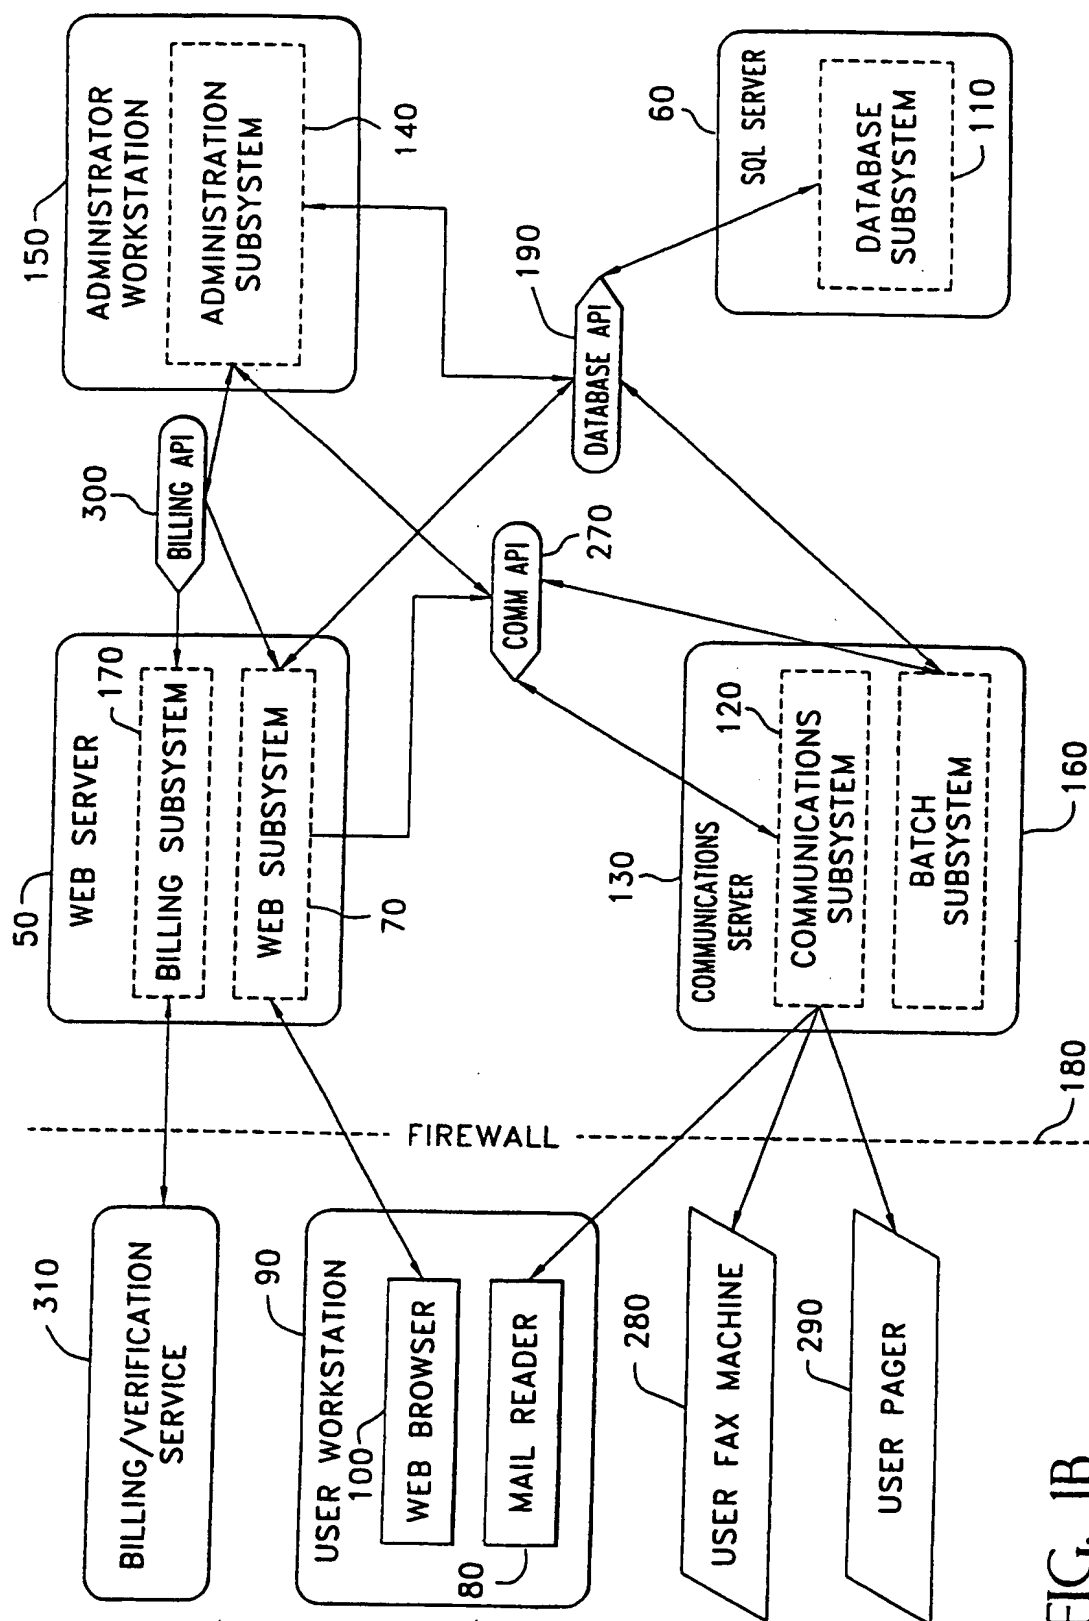 310
BILLING/VERIFICATION
SERVICE
90
USER WORKSTATION
100
WEB BROWSER
MAIL READER
80
280
USER FAX MACHINE
290
USER PAGER
FIREWALL
180
50
WEB SERVER
170
BILLING SUBSYSTEM
WEB SUBSYSTEM
70
130
COMMUNICATIONS
SERVER
120
COMMUNICATIONS
SUBSYSTEM
BATCH
SUBSYSTEM
160
300
BILLING API
COMM API
270
190
DATABASE API
150
ADMINISTRATOR
WORKSTATION
ADMINISTRATION
SUBSYSTEM
140
60
SQL SERVER
DATABASE
SUBSYSTEM
110
FIG. 1B